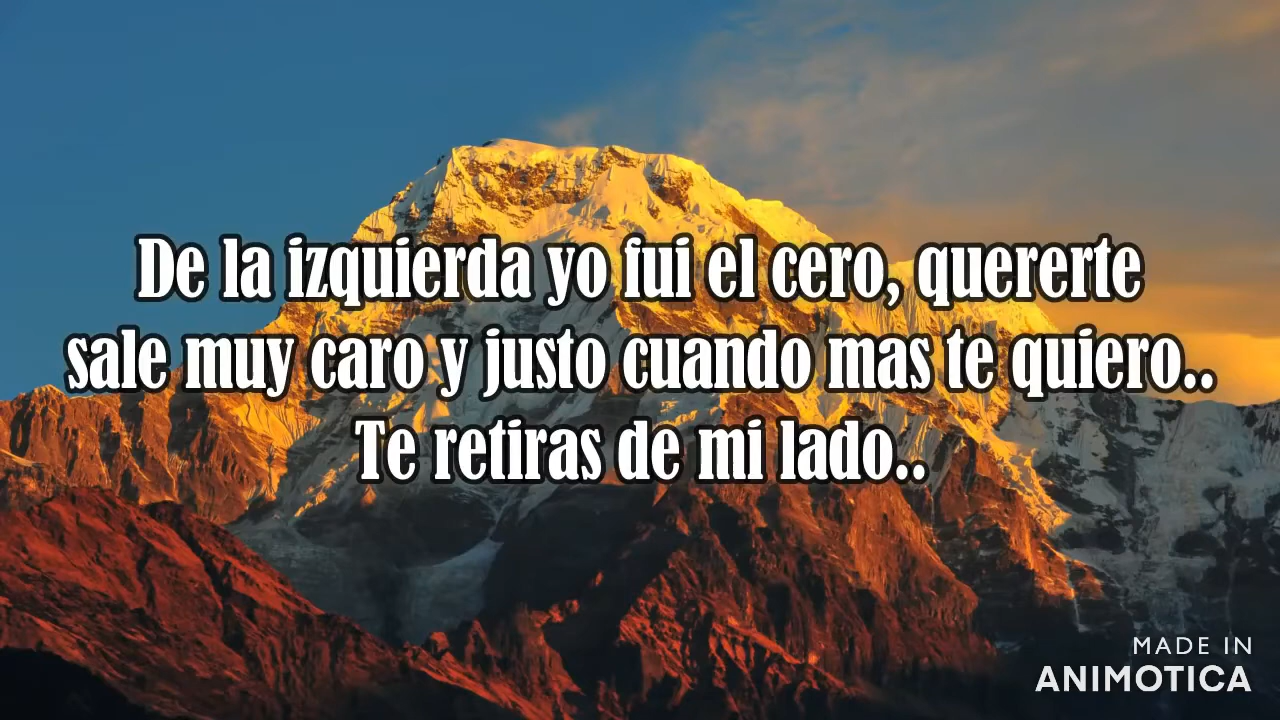 De la izquierda yo fui el cero, quererte
sale muy caro y justo cuando mas te quiero..
Te retiras de mi lado..
MADE IN
ANIMOTICA